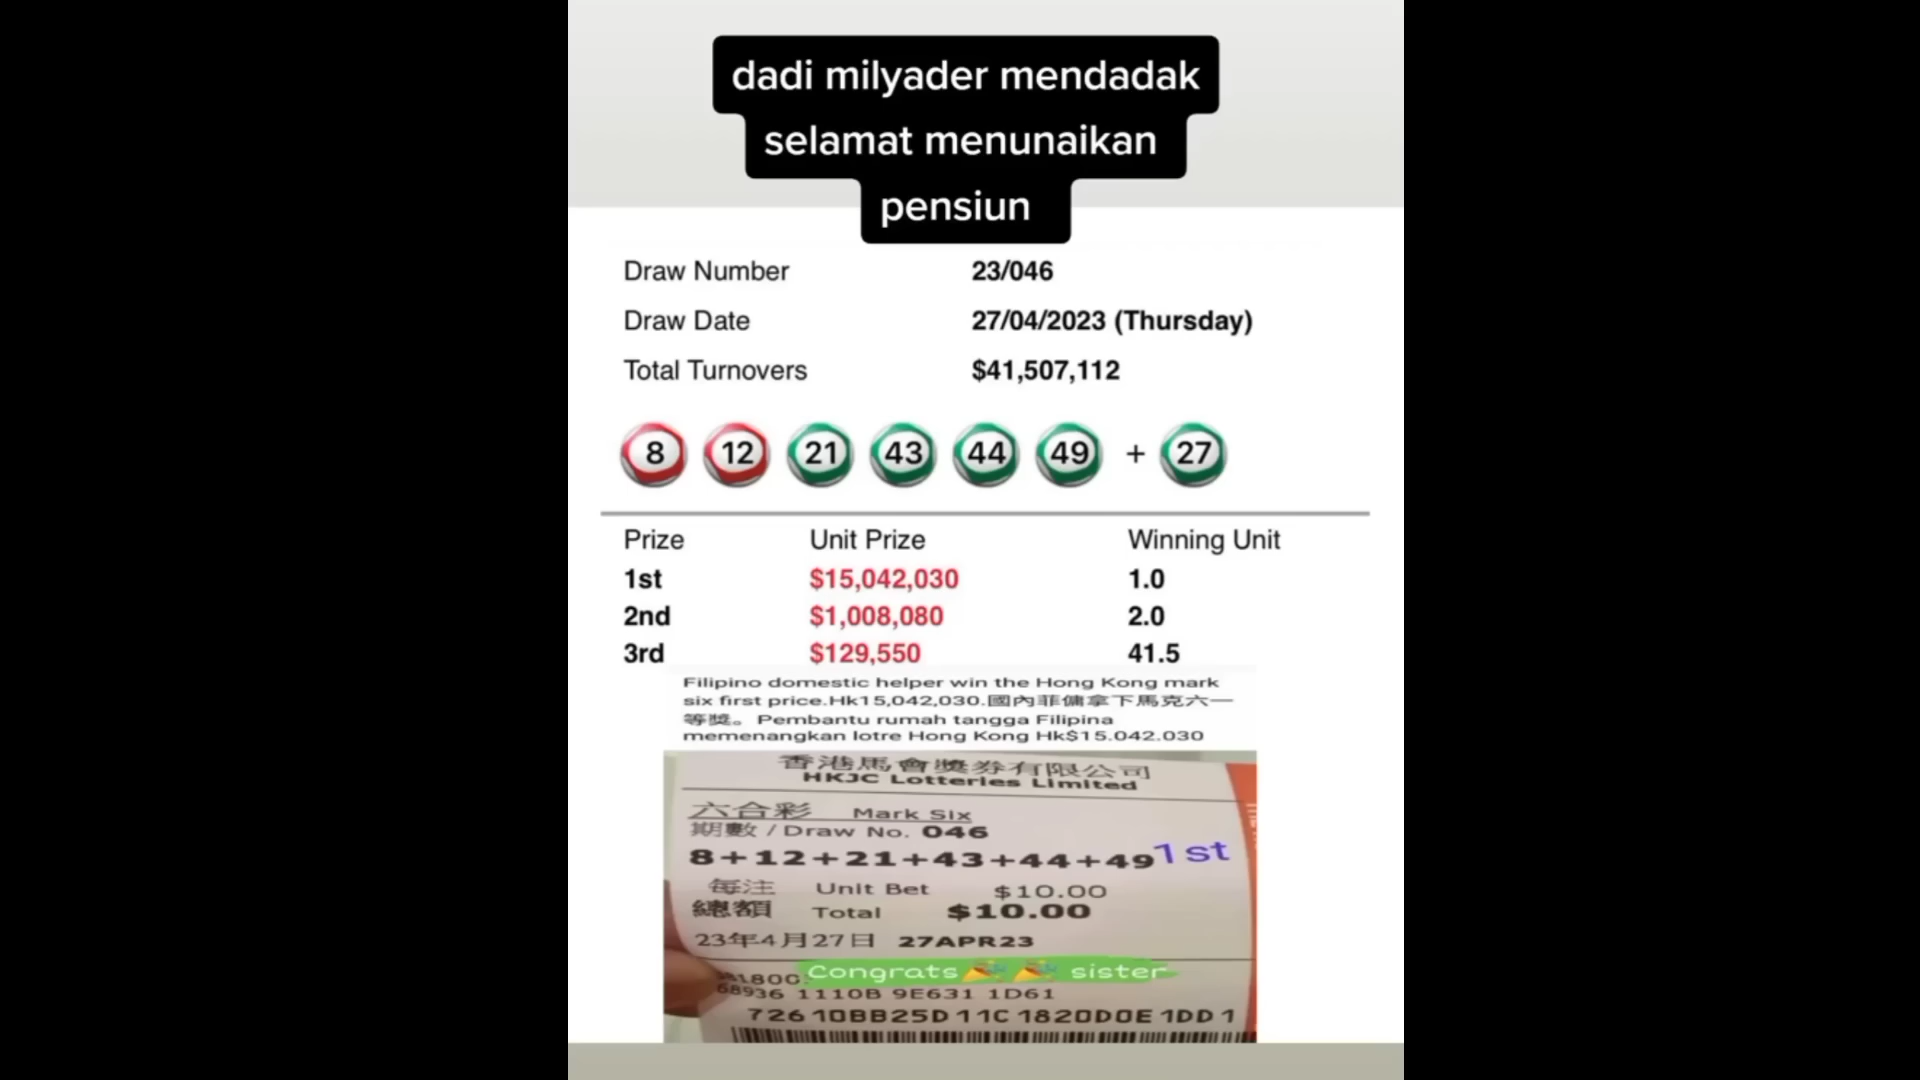 dadi milyader mendadak
selamat menunaikan
pensiun
Draw Number 23/046
Draw Date 27/04/2023 (Thursday)
Total Turnovers $41,507,112
8 12 21 43 44 49 + 27
Prize Unit Prize Winning Unit
1st $15,042,030 1.0
2nd $1,008,080 2.0
3rd $129,550 41.5
Filipino domestic helper win the Hong Kong mark
six first price.Hk15,042,030.國內菲傭拿下馬克六一
等獎。 Pembantu rumah tangga Filipina
memenangkan lotre Hong Kong Hk$15.042.030
香港馬會獎券有限公司
HKJC Lotteries Limited
六合彩 Mark Six
期數 / Draw No. 046
8+12+21+43+44+49 1st
每注 Unit Bet $10.00
總額 Total $10.00
23年4月27日 27APR23
Congrats🎉 🎉 sister
68936 1110B 9E631 1D61
72610BB25D11C1820D0E1DD1